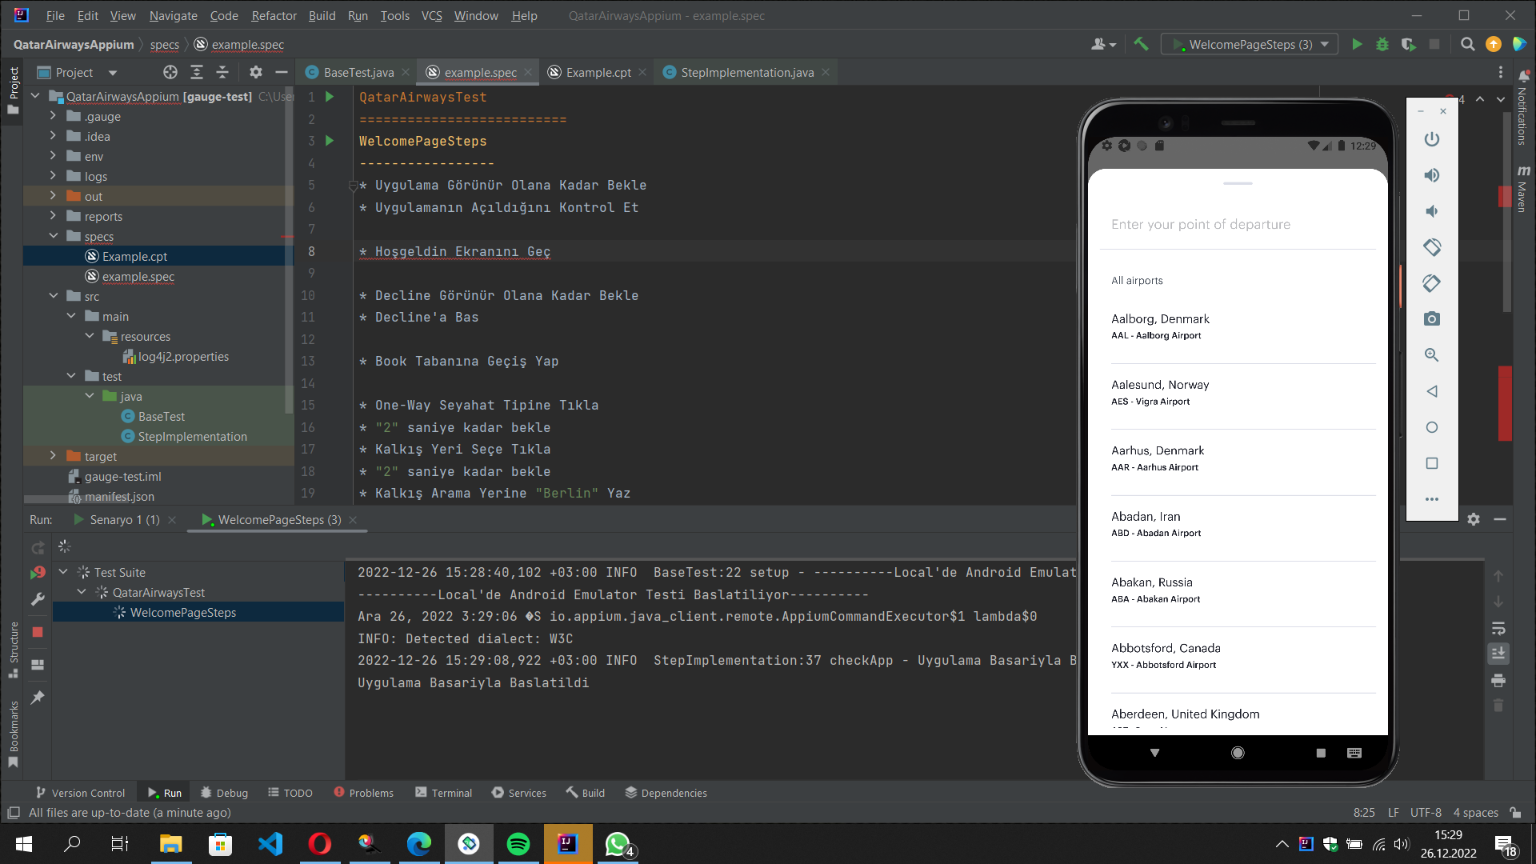 File Edit View Navigate Code Refactor Build Run Tools VCS Window Help QatarAirwaysAppium - example.spec
QatarAirwaysAppium specs example.spec WelcomePageSteps (3)
Project
Project
BaseTest.java example.spec Example.cpt StepImplementation.java
QatarAirwaysAppium [gauge-test] C:\User
.gauge
.idea
env
logs
out
reports
specs
Example.cpt
example.spec
src
main
resources
log4j2.properties
test
java
BaseTest
StepImplementation
target
gauge-test.iml
manifest.json
1 QatarAirwaysTest
2 ==========================
3 WelcomePageSteps
4 -----------------
5 * Uygulama Görünür Olana Kadar Bekle
6 * Uygulamanın Açıldığını Kontrol Et
7
8 * Hoşgeldin Ekranını Geç
9
10 * Decline Görünür Olana Kadar Bekle
11 * Decline'a Bas
12
13 * Book Tabanına Geçiş Yap
14
15 * One-Way Seyahat Tipine Tıkla
16 * "2" saniye kadar bekle
17 * Kalkış Yeri Seçe Tıkla
18 * "2" saniye kadar bekle
19 * Kalkış Arama Yerine "Berlin" Yaz
4
12:29
Enter your point of departure
All airports
Aalborg, Denmark
AAL - Aalborg Airport
Aalesund, Norway
AES - Vigra Airport
Aarhus, Denmark
AAR - Aarhus Airport
Abadan, Iran
ABD - Abadan Airport
Abakan, Russia
ABA - Abakan Airport
Abbotsford, Canada
YXX - Abbotsford Airport
Aberdeen, United Kingdom
Notifications
m
Maven
Run: Senaryo 1 (1) WelcomePageSteps (3)
Test Suite
QatarAirwaysTest
WelcomePageSteps
2022-12-26 15:28:40,102 +03:00 INFO BaseTest:22 setup - ----------Local'de Android Emulat
----------Local'de Android Emulator Testi Baslatiliyor----------
Ara 26, 2022 3:29:06 �S io.appium.java_client.remote.AppiumCommandExecutor$1 lambda$0
INFO: Detected dialect: W3C
2022-12-26 15:29:08,922 +03:00 INFO StepImplementation:37 checkApp - Uygulama Basariyla B
Uygulama Basariyla Baslatildi
Structure
Bookmarks
Version Control Run Debug TODO Problems Terminal Services Build Dependencies
All files are up-to-date (a minute ago) 8:25 LF UTF-8 4 spaces
4
15:29
26.12.2022
18